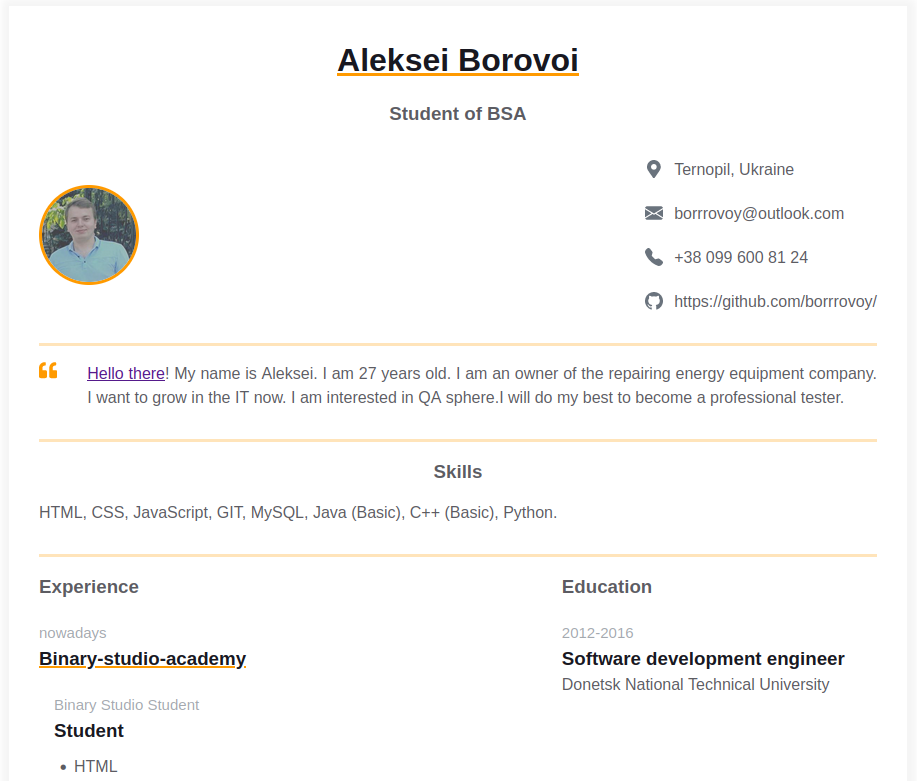 Aleksei Borovoi
Student of BSA
Ternopil, Ukraine
borrrovoy@outlook.com
+38 099 600 81 24
https://github.com/borrrovoy/
Hello there! My name is Aleksei. I am 27 years old. I am an owner of the repairing energy equipment company.
I want to grow in the IT now. I am interested in QA sphere.I will do my best to become a professional tester.
Skills
HTML, CSS, JavaScript, GIT, MySQL, Java (Basic), C++ (Basic), Python.
Experience
nowadays
Binary-studio-academy
Binary Studio Student
Student
• HTML
Education
2012-2016
Software development engineer
Donetsk National Technical University